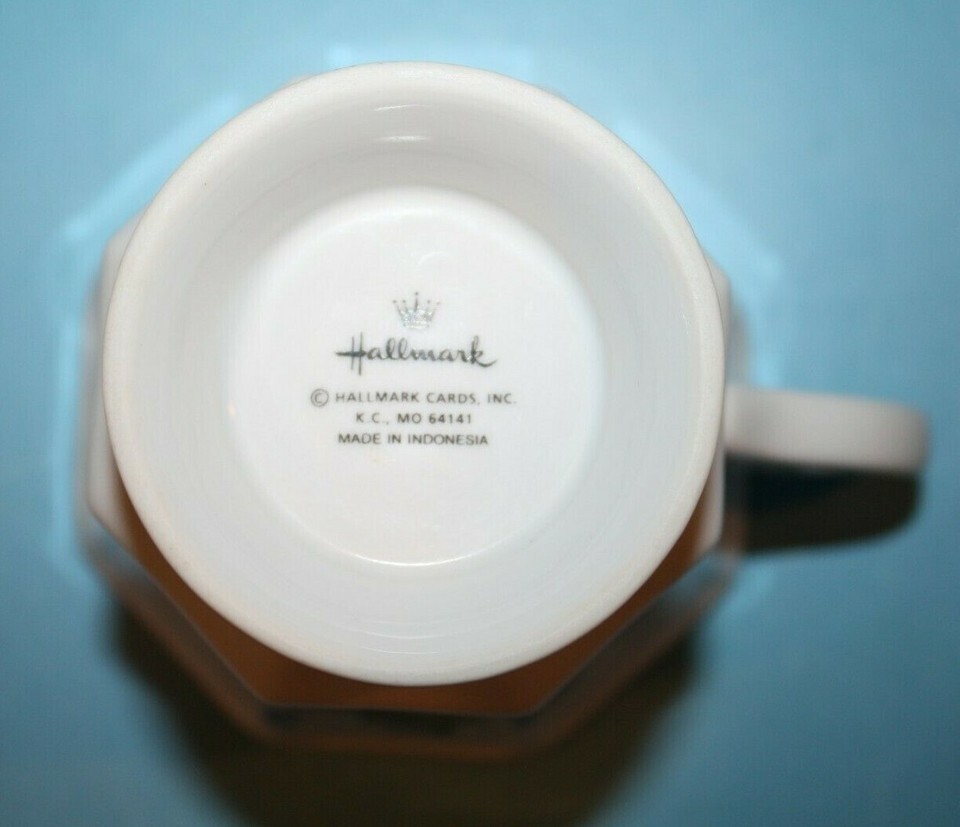 Hallmark
© HALLMARK CARDS, INC.
K.C., MO 64141
MADE IN INDONESIA